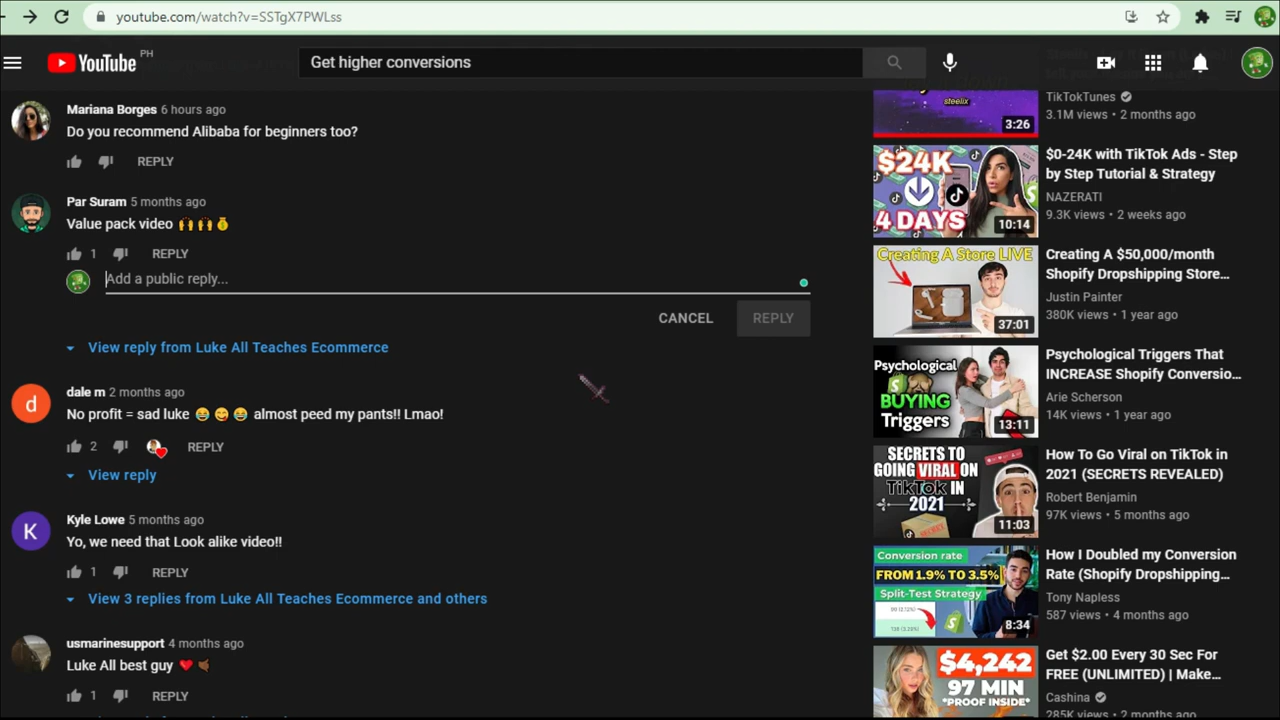 youtube.com/watch?v=SSTgX7PWLss
YouTube PH
Get higher conversions
Mariana Borges 6 hours ago
Do you recommend Alibaba for beginners too?
REPLY
Par Suram 5 months ago
Value pack video 🙌🙌💰
1 REPLY
Add a public reply...
CANCEL REPLY
View reply from Luke All Teaches Ecommerce
dale m 2 months ago
d
No profit = sad luke 😂😋😂 almost peed my pants!! Lmao!
2 REPLY
View reply
Kyle Lowe 5 months ago
K
Yo, we need that Look alike video!!
1 REPLY
View 3 replies from Luke All Teaches Ecommerce and others
usmarinesupport 4 months ago
Luke All best guy ❤️🤙🏾
1 REPLY
steelix
3:26
TikTokTunes
3.1M views • 2 months ago
$24K
4 DAYS
10:14
$0-24K with TikTok Ads - Step
by Step Tutorial & Strategy
NAZERATI
9.3K views • 2 weeks ago
Creating A Store LIVE
37:01
Creating A $50,000/month
Shopify Dropshipping Store...
Justin Painter
380K views • 1 year ago
Psychological
BUYING
Triggers
13:11
Psychological Triggers That
INCREASE Shopify Conversio...
Arie Scherson
14K views • 1 year ago
SECRETS TO
GOING VIRAL ON
TikTok IN
2021
11:03
How To Go Viral on TikTok in
2021 (SECRETS REVEALED)
Robert Benjamin
97K views • 5 months ago
Conversion rate
FROM 1.9% TO 3.5%
Split-Test Strategy
8:34
How I Doubled my Conversion
Rate (Shopify Dropshipping...
Tony Napless
587 views • 4 months ago
$4,242
97 MIN
*PROOF INSIDE*
Get $2.00 Every 30 Sec For
FREE (UNLIMITED) | Make...
Cashina
285K views • 6 months ago